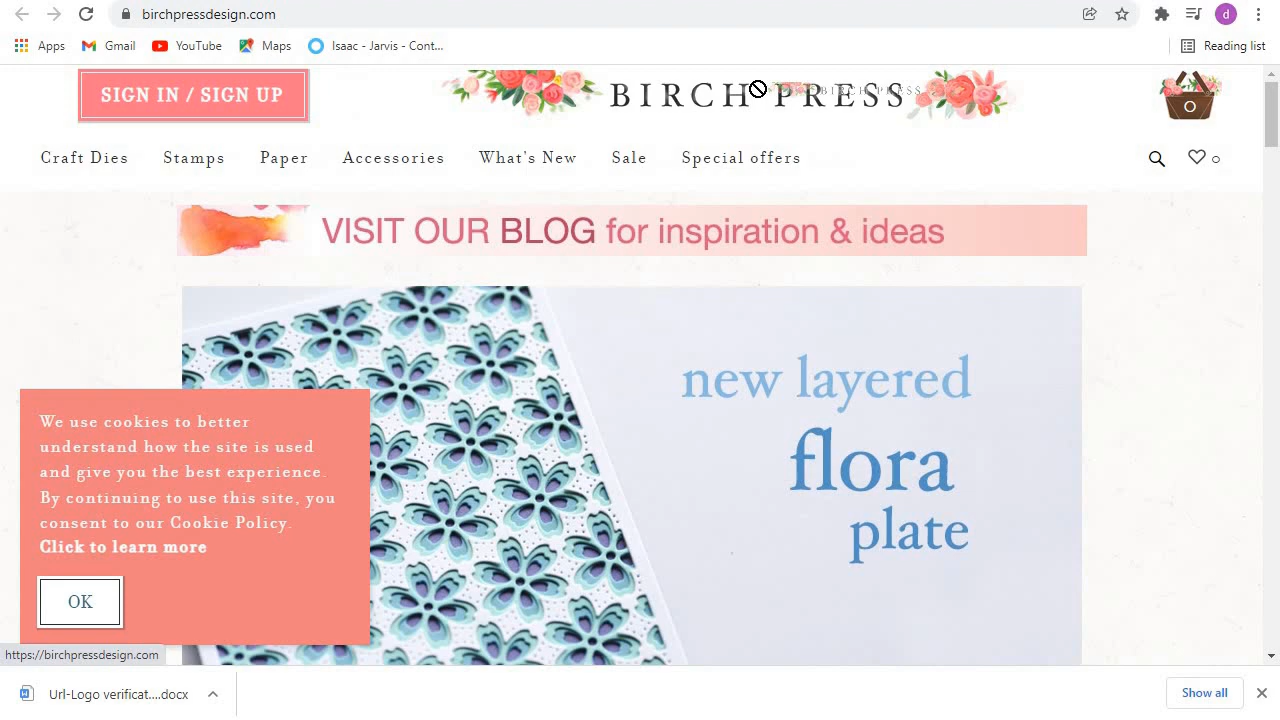 birchpressdesign.com
d
Apps Gmail YouTube Maps Isaac - Jarvis - Cont... Reading list
SIGN IN / SIGN UP
BIRCH PRESS
BIRCH PRESS
0
Craft Dies Stamps Paper Accessories What's New Sale Special offers
0
VISIT OUR BLOG for inspiration & ideas
new layered
flora
plate
We use cookies to better
understand how the site is used
and give you the best experience.
By continuing to use this site, you
consent to our Cookie Policy.
Click to learn more
OK
https://birchpressdesign.com
Url-Logo verificat....docx
Show all